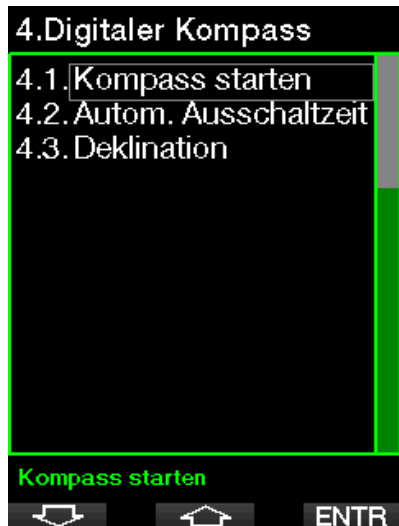 4.Digitaler Kompass
4.1. Kompass starten
4.2. Autom. Ausschaltzeit
4.3. Deklination
Kompass starten
ENTR